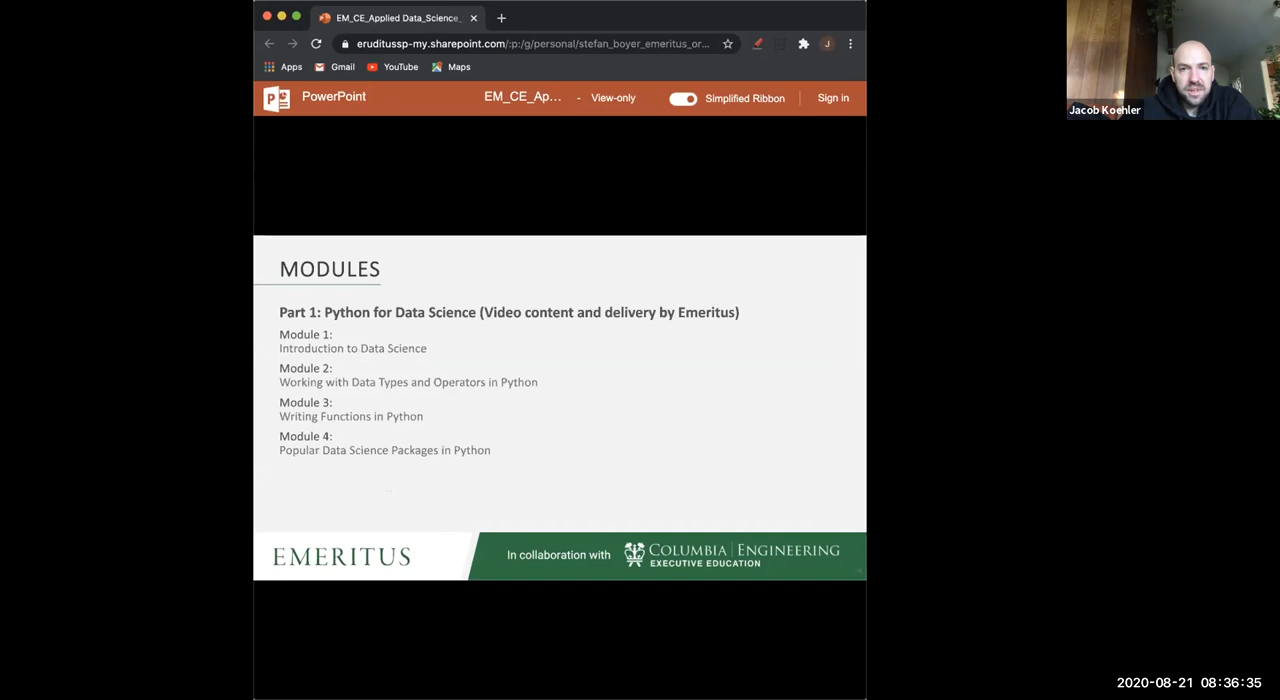 EM_CE_Applied Data_Science_
eruditussp-my.sharepoint.com/:p:/g/personal/stefan_boyer_emeritus_or...
J
Apps Gmail YouTube Maps
PowerPoint EM_CE_Ap... - View-only Simplified Ribbon Sign in
Jacob Koehler
MODULES
Part 1: Python for Data Science (Video content and delivery by Emeritus)
Module 1:
Introduction to Data Science
Module 2:
Working with Data Types and Operators in Python
Module 3:
Writing Functions in Python
Module 4:
Popular Data Science Packages in Python
EMERITUS
In collaboration with
COLUMBIA | ENGINEERING
EXECUTIVE EDUCATION
2020-08-21 08:36:35